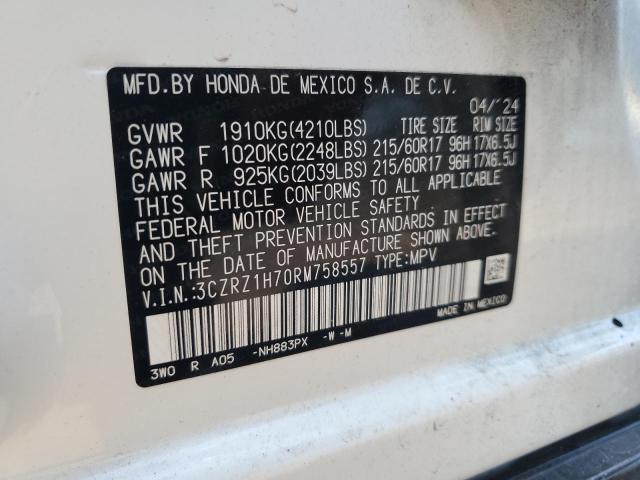 MFD.BY HONDA DE MEXICO S.A. DE C.V.
04/'24
GVWR 1910KG(4210LBS) TIRE SIZE RIM SIZE
GAWR F 1020KG(2248LBS) 215/60R17 96H 17X6.5J
GAWR R 925KG(2039LBS) 215/60R17 96H 17X6.5J
THIS VEHICLE CONFORMS TO ALL APPLICABLE
FEDERAL MOTOR VEHICLE SAFETY
AND THEFT PREVENTION STANDARDS IN EFFECT
ON THE DATE OF MANUFACTURE SHOWN ABOVE.
V.I.N.:3CZRZ1H70RM758557 TYPE:MPV
MADE IN MEXICO
3W0 R A05 -NH883PX -W -M